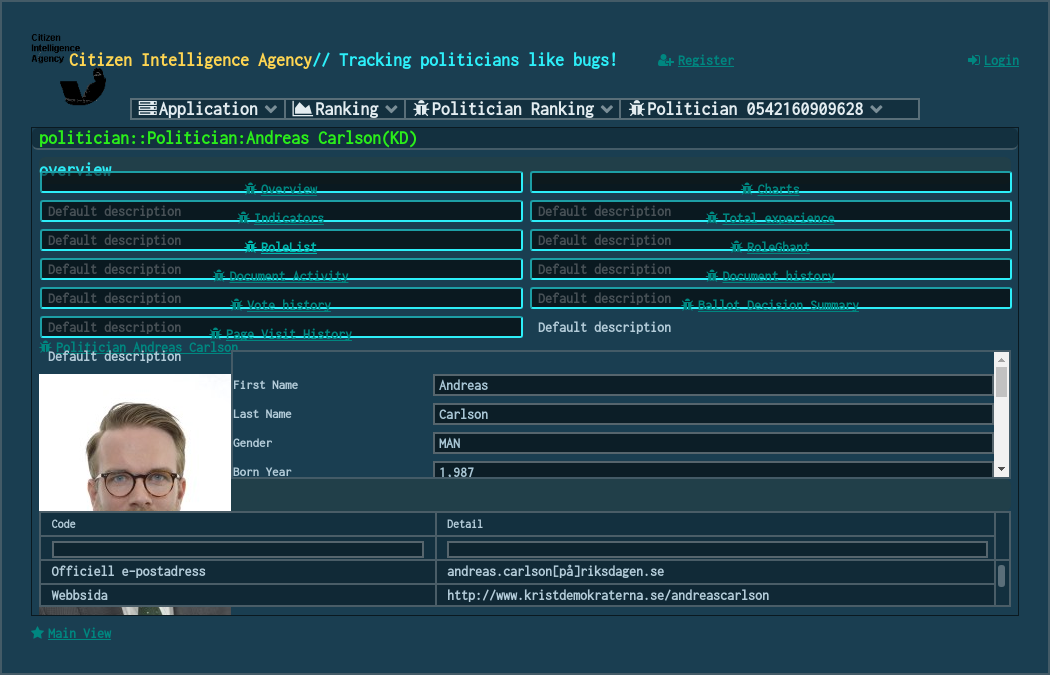 Citizen
Intelligence
Agency
Citizen Intelligence Agency// Tracking politicians like bugs!
Register
Login
Application
Ranking
Politician Ranking
Politician 0542160909628
politician::Politician:Andreas Carlson(KD)
overview
Overview
Charts
Default description
Indicators
Default description
Total experience
Default description
RoleList
Default description
RoleGhant
Default description
Document Activity
Default description
Document history
Default description
Vote history
Default description
Ballot Decision Summary
Default description
Page Visit History
Default description
Politician Andreas Carlson
Default description
First Name
Andreas
Last Name
Carlson
Gender
MAN
Born Year
1,987
Code
Detail
Officiell e-postadress
andreas.carlson[på]riksdagen.se
Webbsida
http://www.kristdemokraterna.se/andreascarlson
Main View